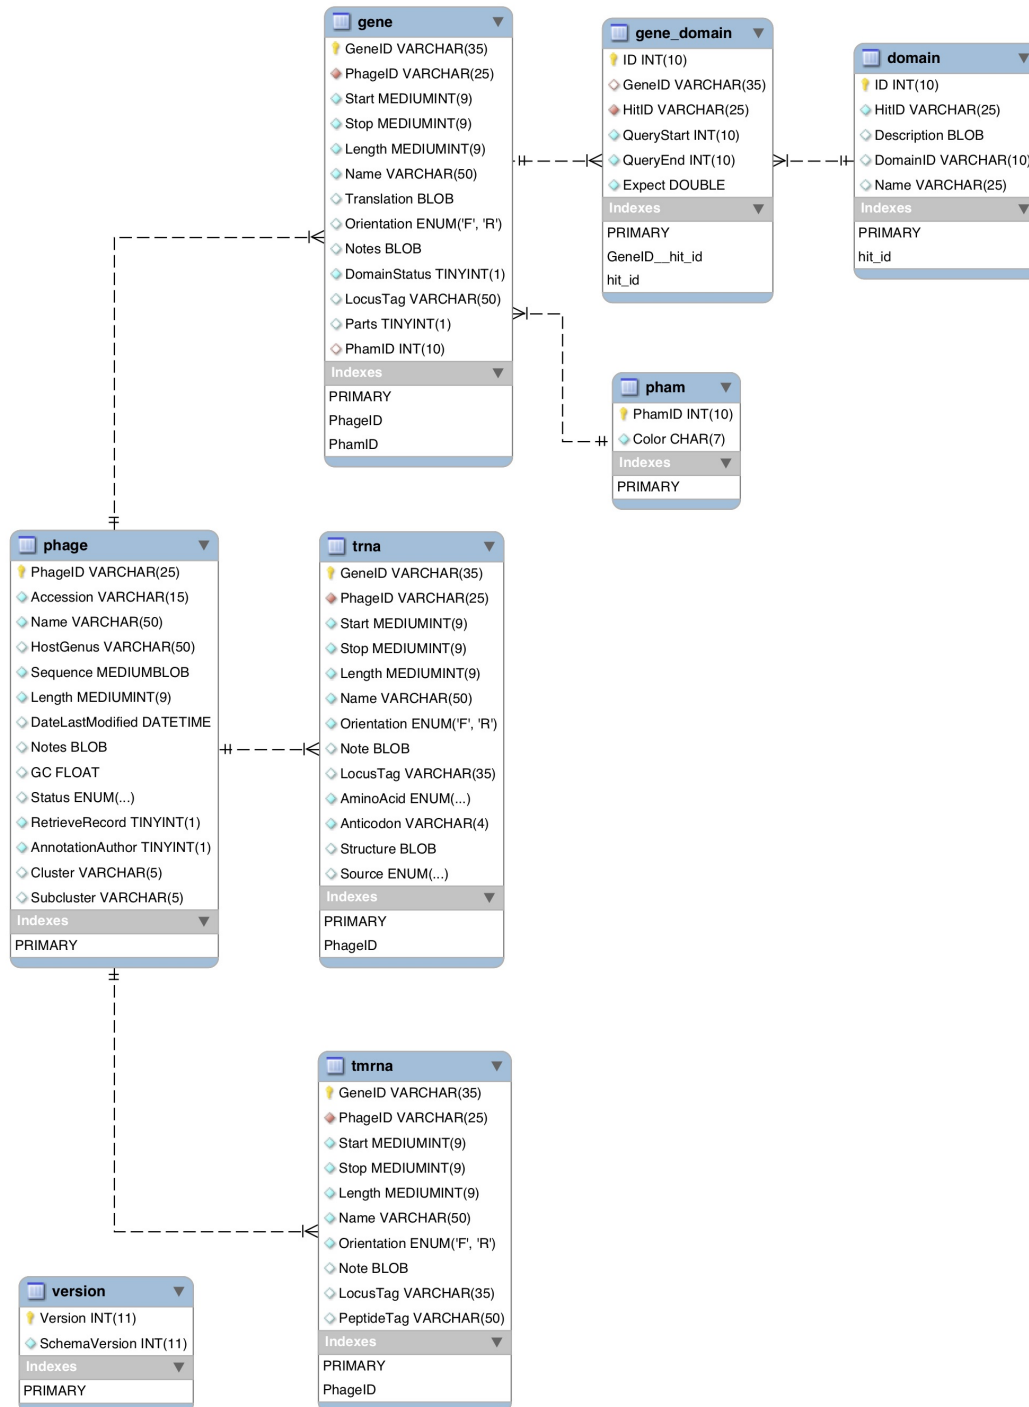 gene
GeneID VARCHAR(35)
PhageID VARCHAR(25)
Start MEDIUMINT(9)
Stop MEDIUMINT(9)
Length MEDIUMINT(9)
Name VARCHAR(50)
Translation BLOB
Orientation ENUM('F', 'R')
Notes BLOB
DomainStatus TINYINT(1)
LocusTag VARCHAR(50)
Parts TINYINT(1)
PhamID INT(10)
Indexes
PRIMARY
PhageID
PhamID
gene_domain
ID INT(10)
GeneID VARCHAR(35)
HitID VARCHAR(25)
QueryStart INT(10)
QueryEnd INT(10)
Expect DOUBLE
Indexes
PRIMARY
GeneID__hit_id
hit_id
domain
ID INT(10)
HitID VARCHAR(25)
Description BLOB
DomainID VARCHAR(10)
Name VARCHAR(25)
Indexes
PRIMARY
hit_id
pham
PhamID INT(10)
Color CHAR(7)
Indexes
PRIMARY
phage
PhageID VARCHAR(25)
Accession VARCHAR(15)
Name VARCHAR(50)
HostGenus VARCHAR(50)
Sequence MEDIUMBLOB
Length MEDIUMINT(9)
DateLastModified DATETIME
Notes BLOB
GC FLOAT
Status ENUM(...)
RetrieveRecord TINYINT(1)
AnnotationAuthor TINYINT(1)
Cluster VARCHAR(5)
Subcluster VARCHAR(5)
Indexes
PRIMARY
trna
GeneID VARCHAR(35)
PhageID VARCHAR(25)
Start MEDIUMINT(9)
Stop MEDIUMINT(9)
Length MEDIUMINT(9)
Name VARCHAR(50)
Orientation ENUM('F', 'R')
Note BLOB
LocusTag VARCHAR(35)
AminoAcid ENUM(...)
Anticodon VARCHAR(4)
Structure BLOB
Source ENUM(...)
Indexes
PRIMARY
PhageID
tmrna
GeneID VARCHAR(35)
PhageID VARCHAR(25)
Start MEDIUMINT(9)
Stop MEDIUMINT(9)
Length MEDIUMINT(9)
Name VARCHAR(50)
Orientation ENUM('F', 'R')
Note BLOB
LocusTag VARCHAR(35)
PeptideTag VARCHAR(50)
Indexes
PRIMARY
PhageID
version
Version INT(11)
SchemaVersion INT(11)
Indexes
PRIMARY